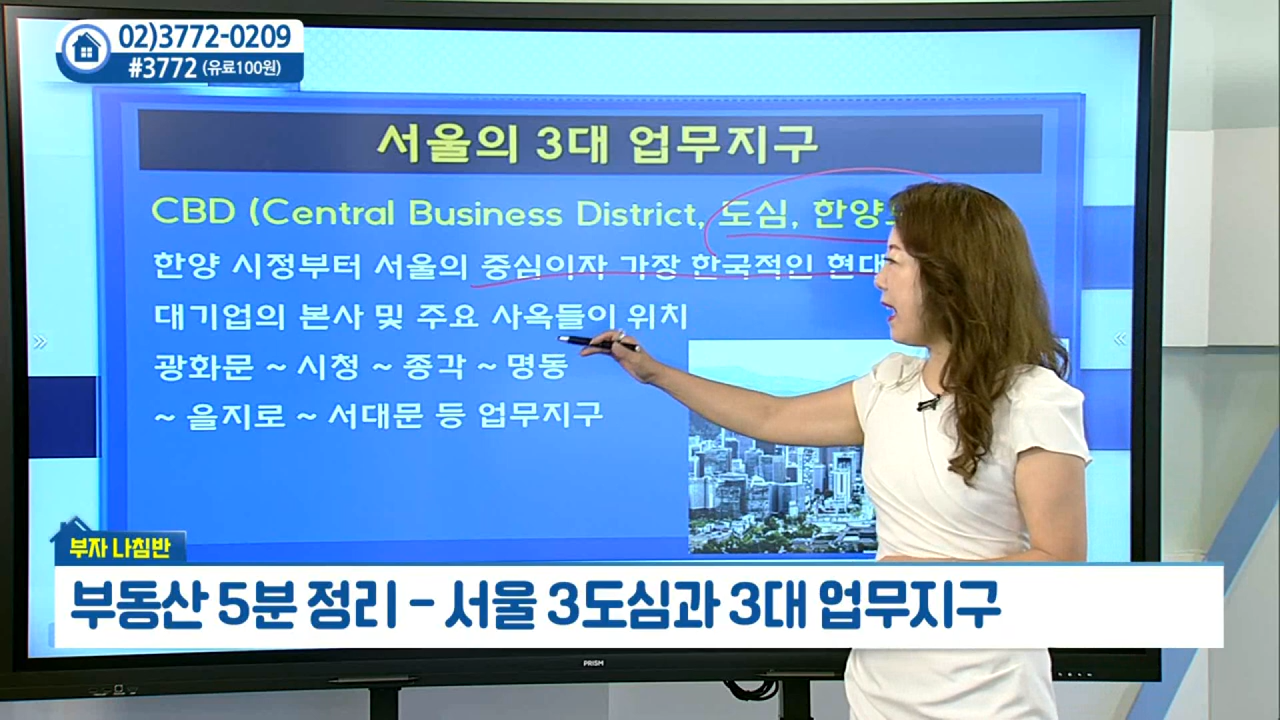 02)3772-0209
#3772 (유료100원)
서울의 3대 업무지구
CBD (Central Business District, 도심, 한양
한양 시정부터 서울의 중심이자 가장 한국적인 현대
대기업의 본사 및 주요 사옥들이 위치
광화문 ~ 시청 ~ 종각 ~ 명동
~ 을지로 ~ 서대문 등 업무지구
부자 나침반
부동산 5분 정리 - 서울 3도심과 3대 업무지구
PRISM